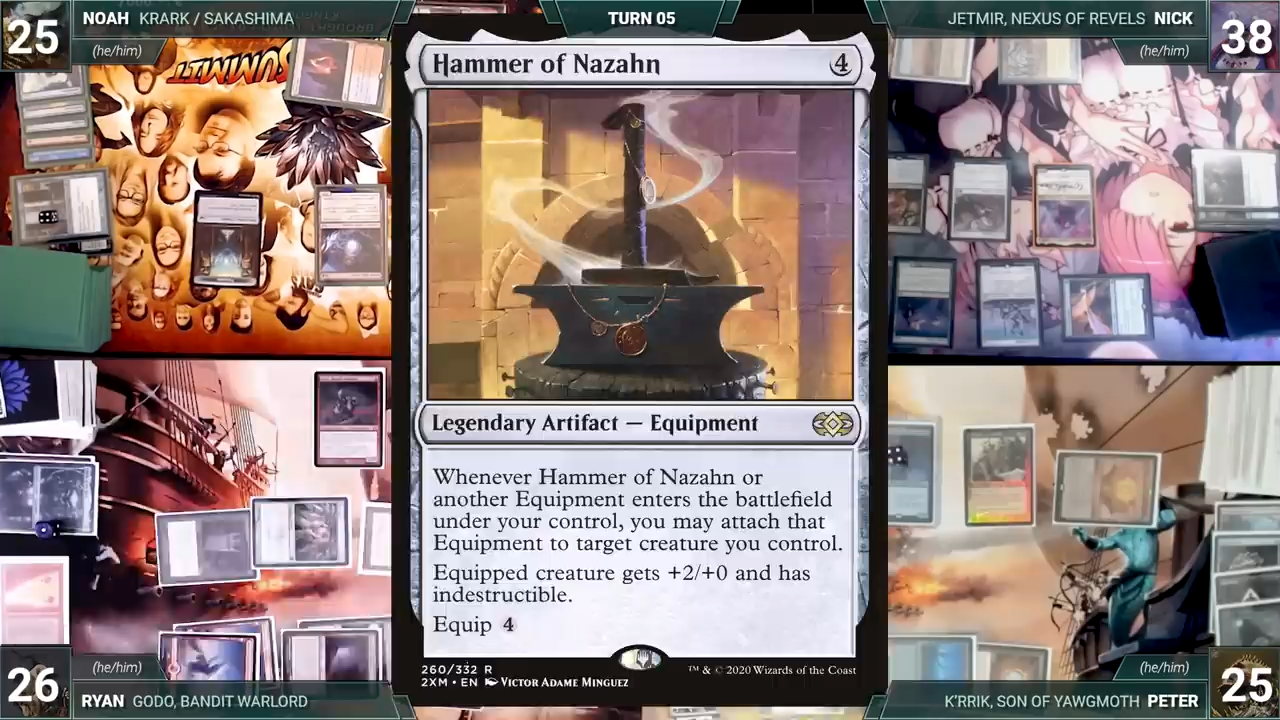 25
NOAH KRARK / SAKASHIMA
(he/him)
TURN 05
JETMIR, NEXUS OF REVELS NICK
(he/him)
38
SUMMIT
Hammer of Nazahn 4
Legendary Artifact — Equipment
Whenever Hammer of Nazahn or
another Equipment enters the battlefield
under your control, you may attach that
Equipment to target creature you control.
Equipped creature gets +2/+0 and has
indestructible.
Equip 4
260/332 R
2XM • EN VICTOR ADAME MINGUEZ
™ & © 2020 Wizards of the Coast
26
(he/him)
RYAN GODO, BANDIT WARLORD
(he/him)
K'RRIK, SON OF YAWGMOTH PETER
25